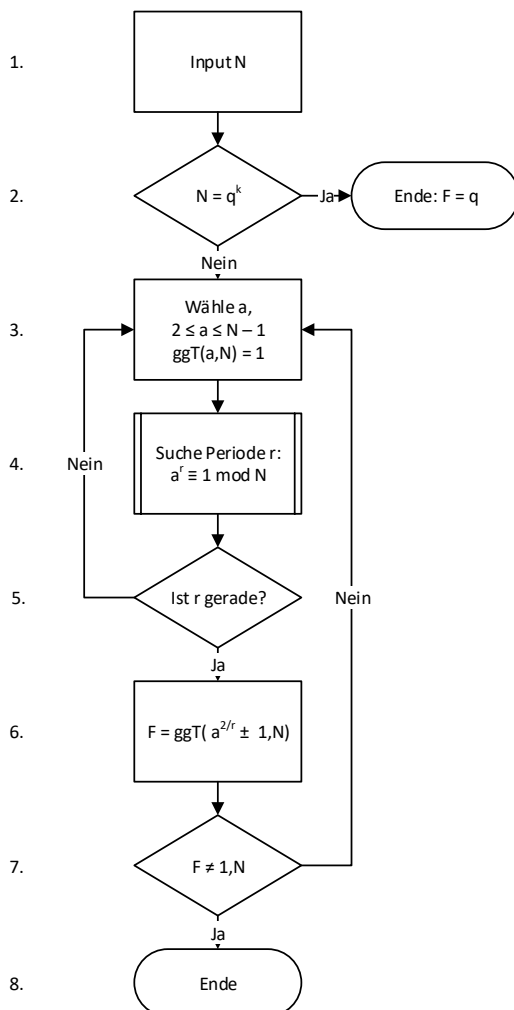 1.
Input N
2.
N = q^k
Ja
Ende: F = q
Nein
3.
Wähle a,
2 ≤ a ≤ N – 1
ggT(a,N) = 1
4.
Nein
Suche Periode r:
a^r ≡ 1 mod N
5.
Ist r gerade?
Nein
Ja
6.
F = ggT( a^2/r ± 1,N)
7.
F ≠ 1,N
Ja
8.
Ende